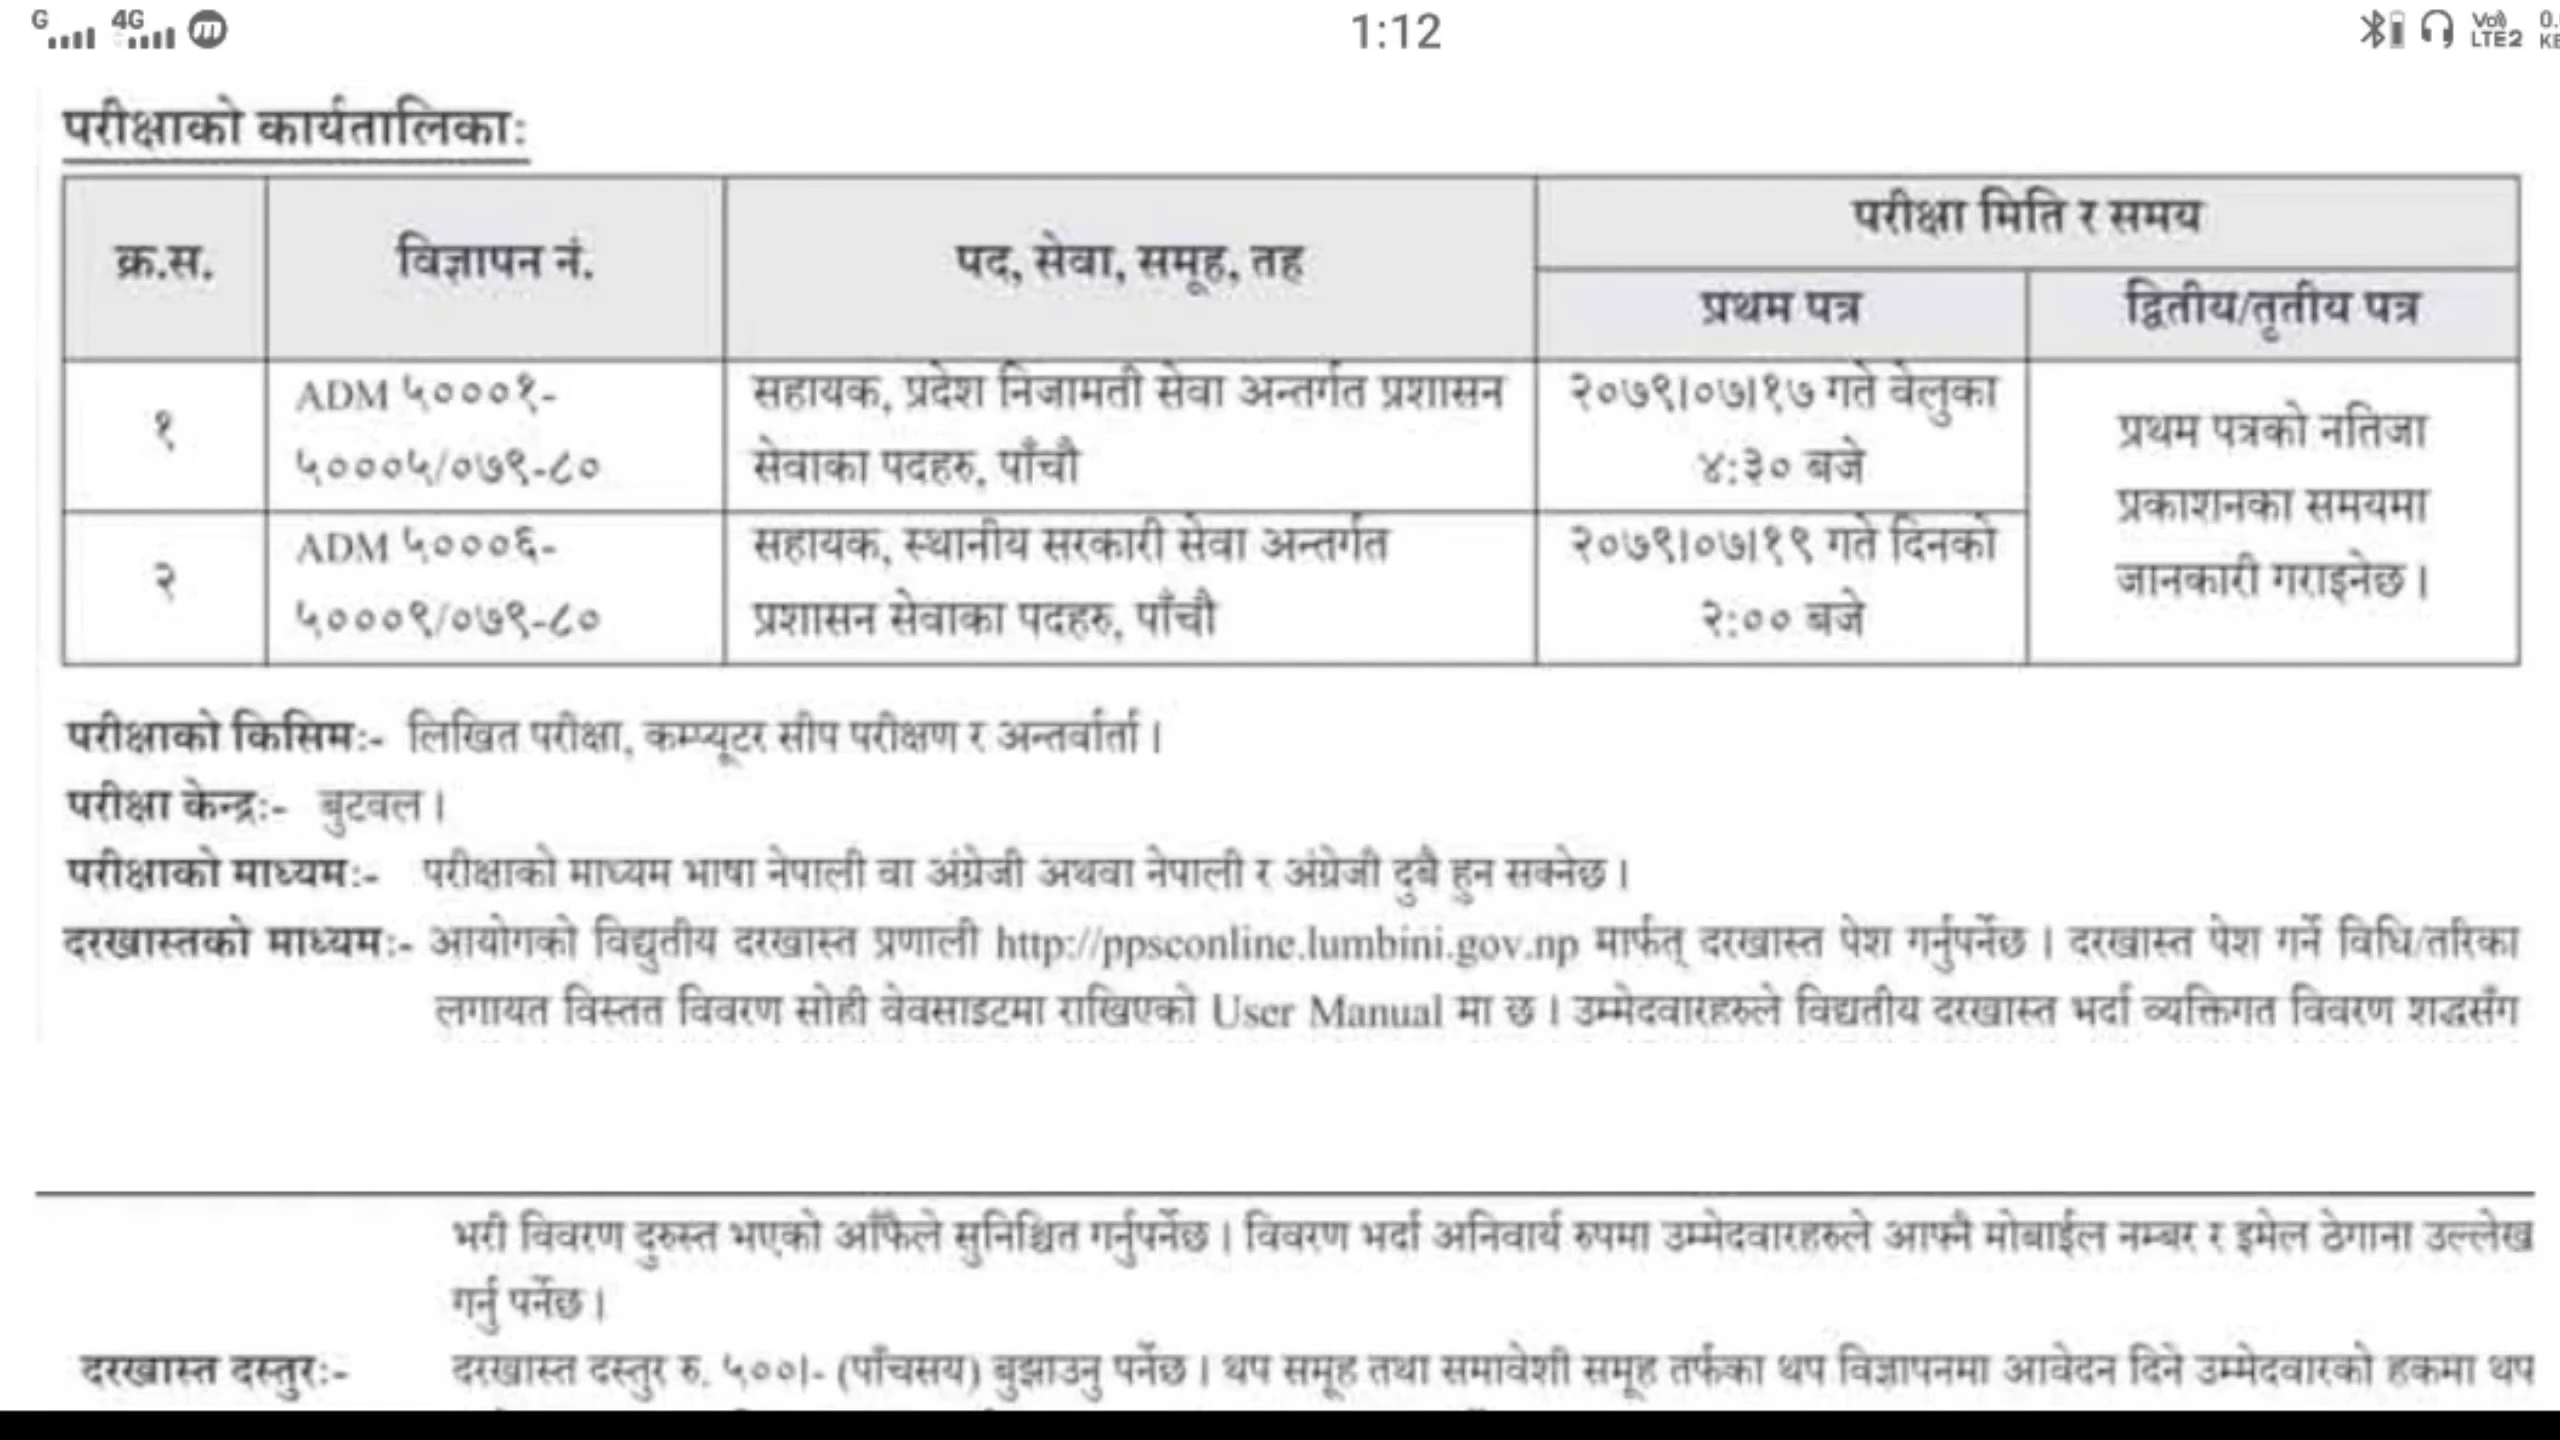 G 4G m 1:12 Vo) LTE2 0. KB
परीक्षाको कार्यतालिकाः
क्र.स. विज्ञापन नं. पद, सेवा, समूह, तह परीक्षा मिति र समय
प्रथम पत्र द्वितीय/तृतीय पत्र
१ ADM ५०००१-
५०००५/०७९-८० सहायक, प्रदेश निजामती सेवा अन्तर्गत प्रशासन
सेवाका पदहरु, पाँचौ २०७९।०७।१७ गते वेलुका
४:३० बजे
प्रथम पत्रको नतिजा
प्रकाशनका समयमा
जानकारी गराइनेछ ।
२ ADM ५०००६-
५०००९/०७९-८० सहायक, स्थानीय सरकारी सेवा अन्तर्गत
प्रशासन सेवाका पदहरु, पाँचौ २०७९।०७।१९ गते दिनको
२:०० बजे
परीक्षाको किसिमः- लिखित परीक्षा, कम्प्यूटर सीप परीक्षण र अन्तर्वार्ता ।
परीक्षा केन्द्रः- बुटवल ।
परीक्षाको माध्यमः- परीक्षाको माध्यम भाषा नेपाली वा अंग्रेजी अथवा नेपाली र अंग्रेजी दुबै हुन सक्नेछ ।
दरखास्तको माध्यमः- आयोगको विद्युतीय दरखास्त प्रणाली http://ppsconline.lumbini.gov.np मार्फत् दरखास्त पेश गर्नुपर्नेछ । दरखास्त पेश गर्ने विधि/तरिका
लगायत विस्तत विवरण सोही वेवसाइटमा राखिएको User Manual मा छ । उम्मेदवारहरुले विद्यतीय दरखास्त भर्दा व्यक्तिगत विवरण शद्धसँग
भरी विवरण दुरुस्त भएको आँफैले सुनिश्चित गर्नुपर्नेछ । विवरण भर्दा अनिवार्य रुपमा उम्मेदवारहरुले आफ्नै मोबाईल नम्बर र इमेल ठेगाना उल्लेख
गर्नु पर्नेछ ।
दरखास्त दस्तुरः- दरखास्त दस्तुर रु. ५००।- (पाँचसय) बुझाउनु पर्नेछ । थप समूह तथा समावेशी समूह तर्फका थप विज्ञापनमा आवेदन दिने उम्मेदवारको हकमा थप